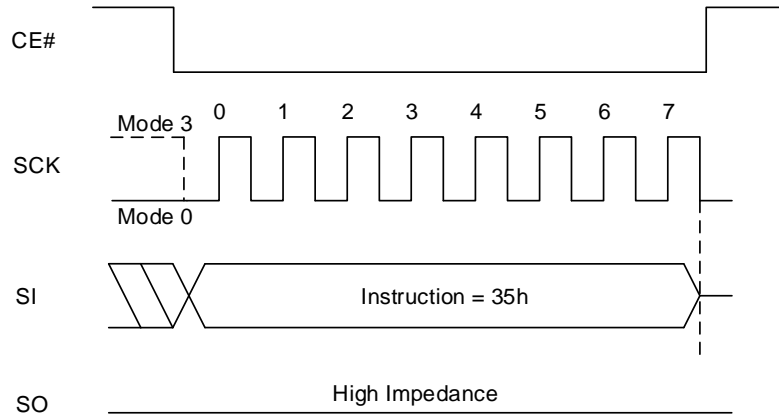 CE#
0 1 2 3 4 5 6 7
Mode 3
SCK
Mode 0
SI
Instruction = 35h
High Impedance
SO